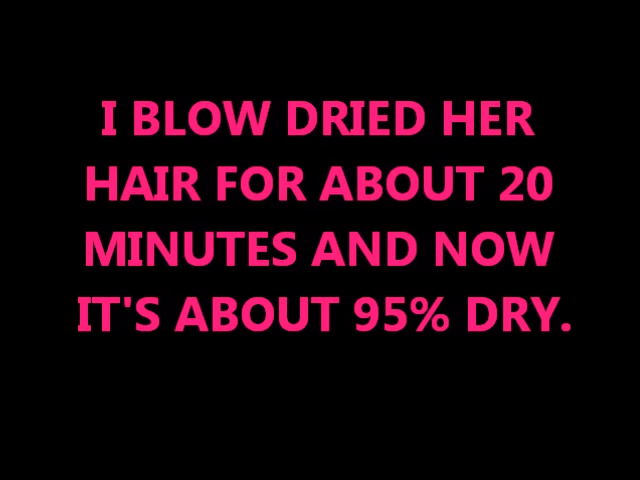 I BLOW DRIED HER
HAIR FOR ABOUT 20
MINUTES AND NOW
IT'S ABOUT 95% DRY.